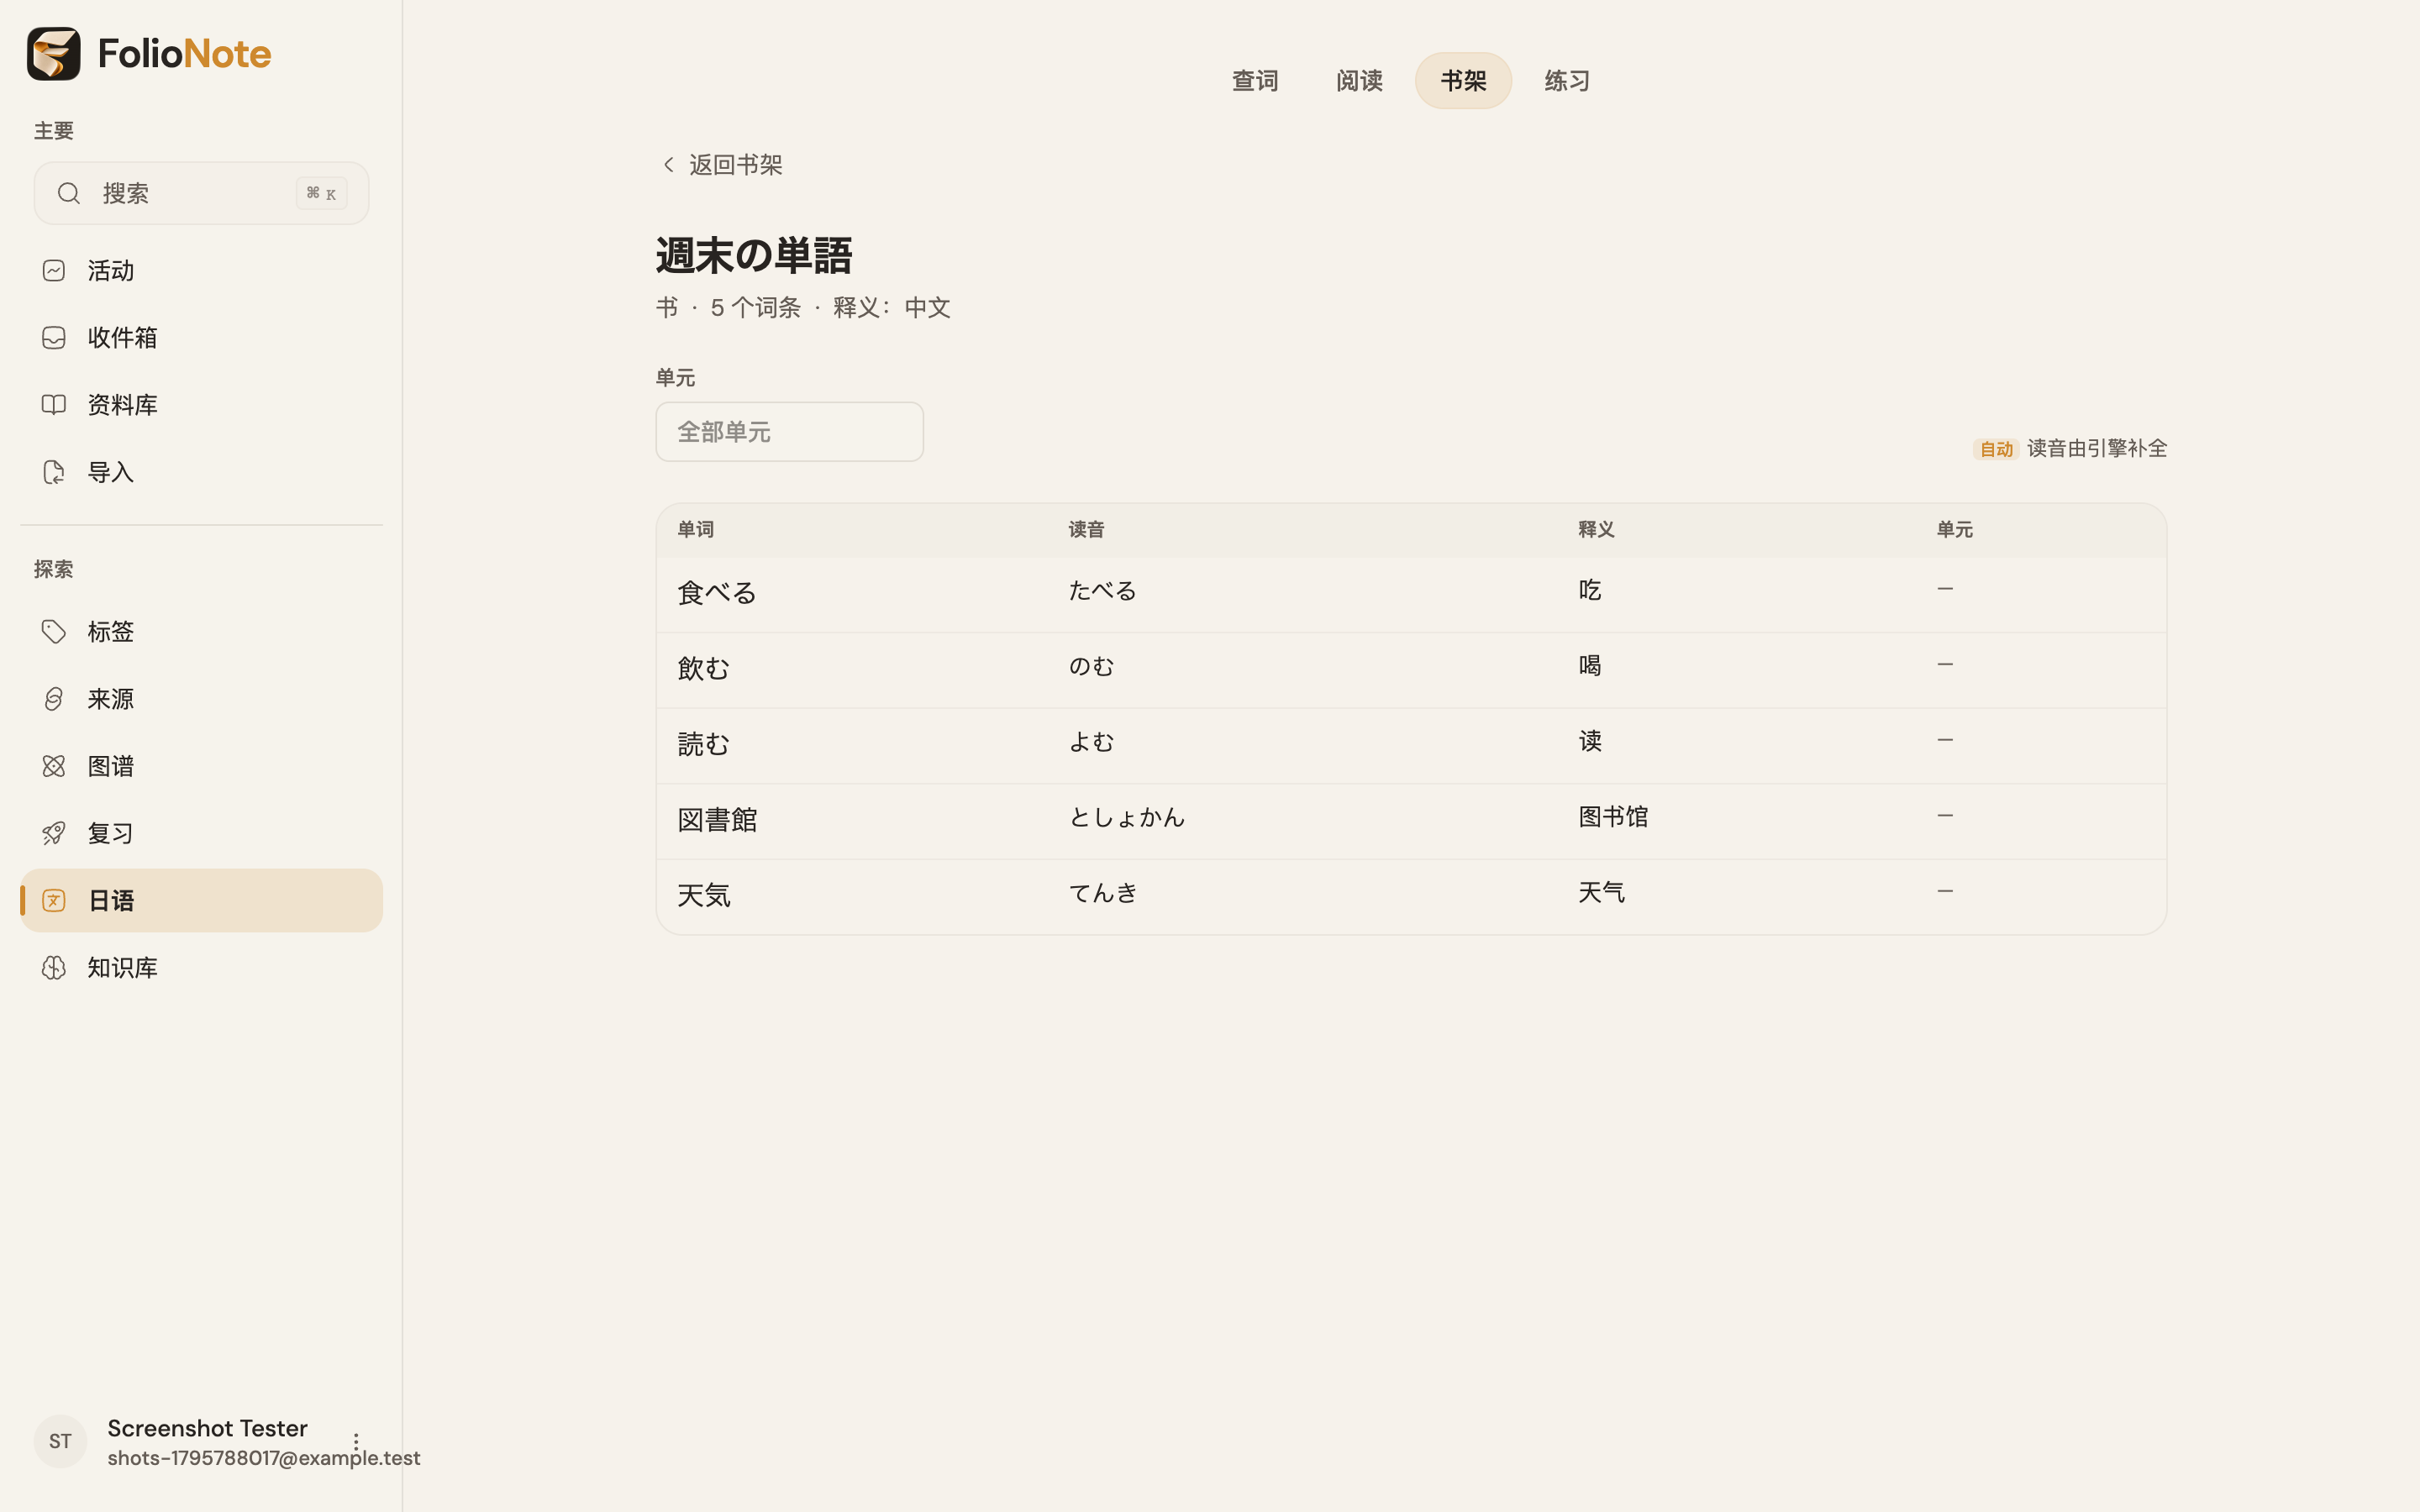 FolioNote
主要
搜索 ⌘ K
活动
收件箱
资料库
导入
探索
标签
来源
图谱
复习
日语
知识库
ST
Screenshot Tester
shots-1795788017@example.test
查词 阅读 书架 练习
返回书架
週末の単語
书 · 5 个词条 · 释义：中文
单元
全部单元
自动 读音由引擎补全
单词 读音 释义 单元
食べる たべる 吃 —
飲む のむ 喝 —
読む よむ 读 —
図書館 としょかん 图书馆 —
天気 てんき 天气 —